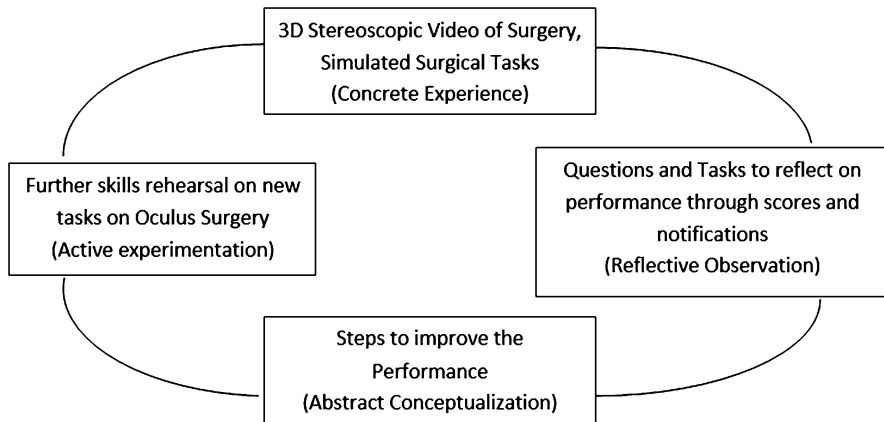 3D Stereoscopic Video of Surgery,
Simulated Surgical Tasks
(Concrete Experience)
Questions and Tasks to reflect on
performance through scores and
notifications
(Reflective Observation)
Steps to improve the
Performance
(Abstract Conceptualization)
Further skills rehearsal on new
tasks on Oculus Surgery
(Active experimentation)